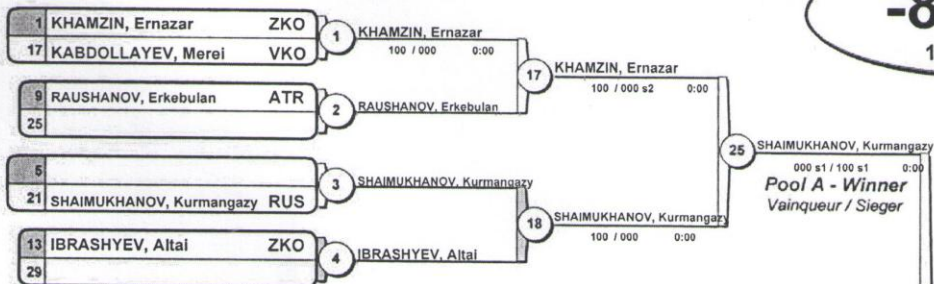 -8
1
1 KHAMZIN, Ernazar ZKO
17 KABDOLLAYEV, Merei VKO
1
KHAMZIN, Ernazar
100 / 000 0:00
9 RAUSHANOV, Erkebulan ATR
25
2
RAUSHANOV, Erkebulan
17
KHAMZIN, Ernazar
100 / 000 s2 0:00
5
21 SHAIMUKHANOV, Kurmangazy RUS
3
SHAIMUKHANOV, Kurmangazy
13 IBRASHYEV, Altai ZKO
29
4
IBRASHYEV, Altai
18
SHAIMUKHANOV, Kurmangazy
100 / 000 0:00
25
SHAIMUKHANOV, Kurmangazy
000 s1 / 100 s1 0:00
Pool A - Winner
Vainqueur / Sieger